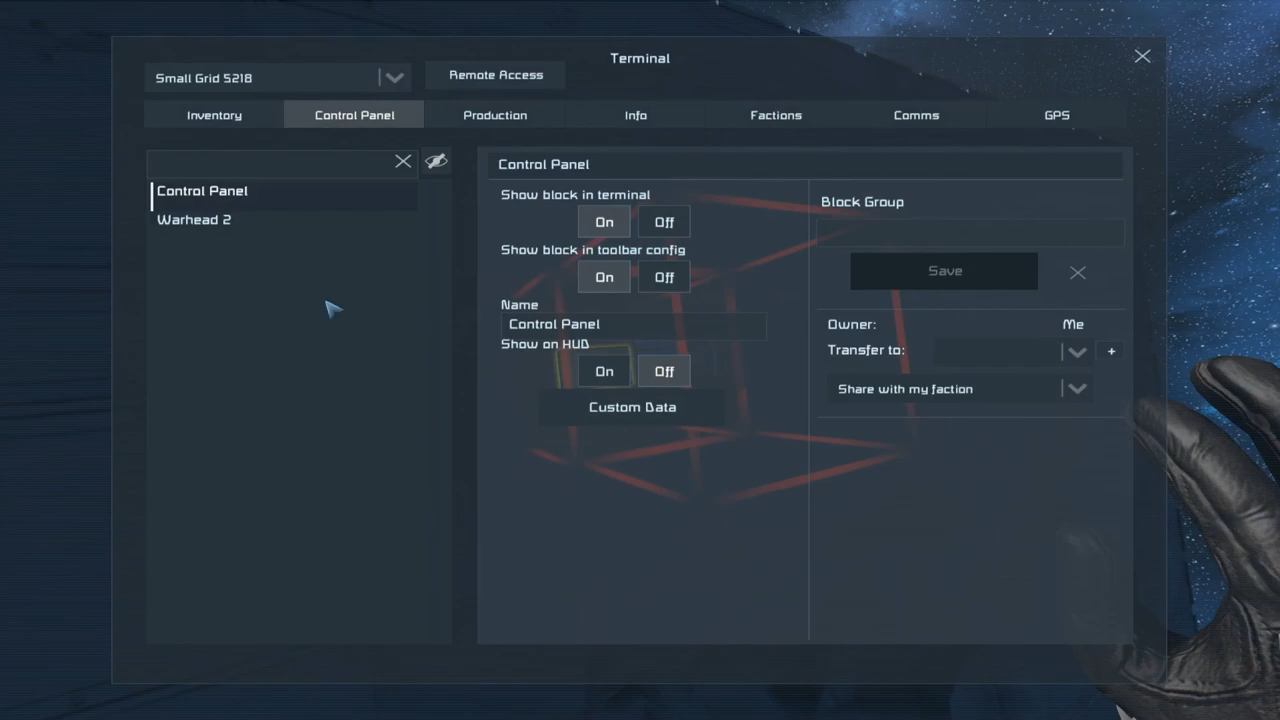 Terminal
Small Grid 5218
Remote Access
Inventory
Control Panel
Production
Info
Factions
Comms
GPS
Control Panel
Warhead 2
Control Panel
Show block in terminal
On Off
Show block in toolbar config
On Off
Name
Control Panel
Show on HUD
On Off
Custom Data
Block Group
Save
Owner: Me
Transfer to:
+
Share with my faction